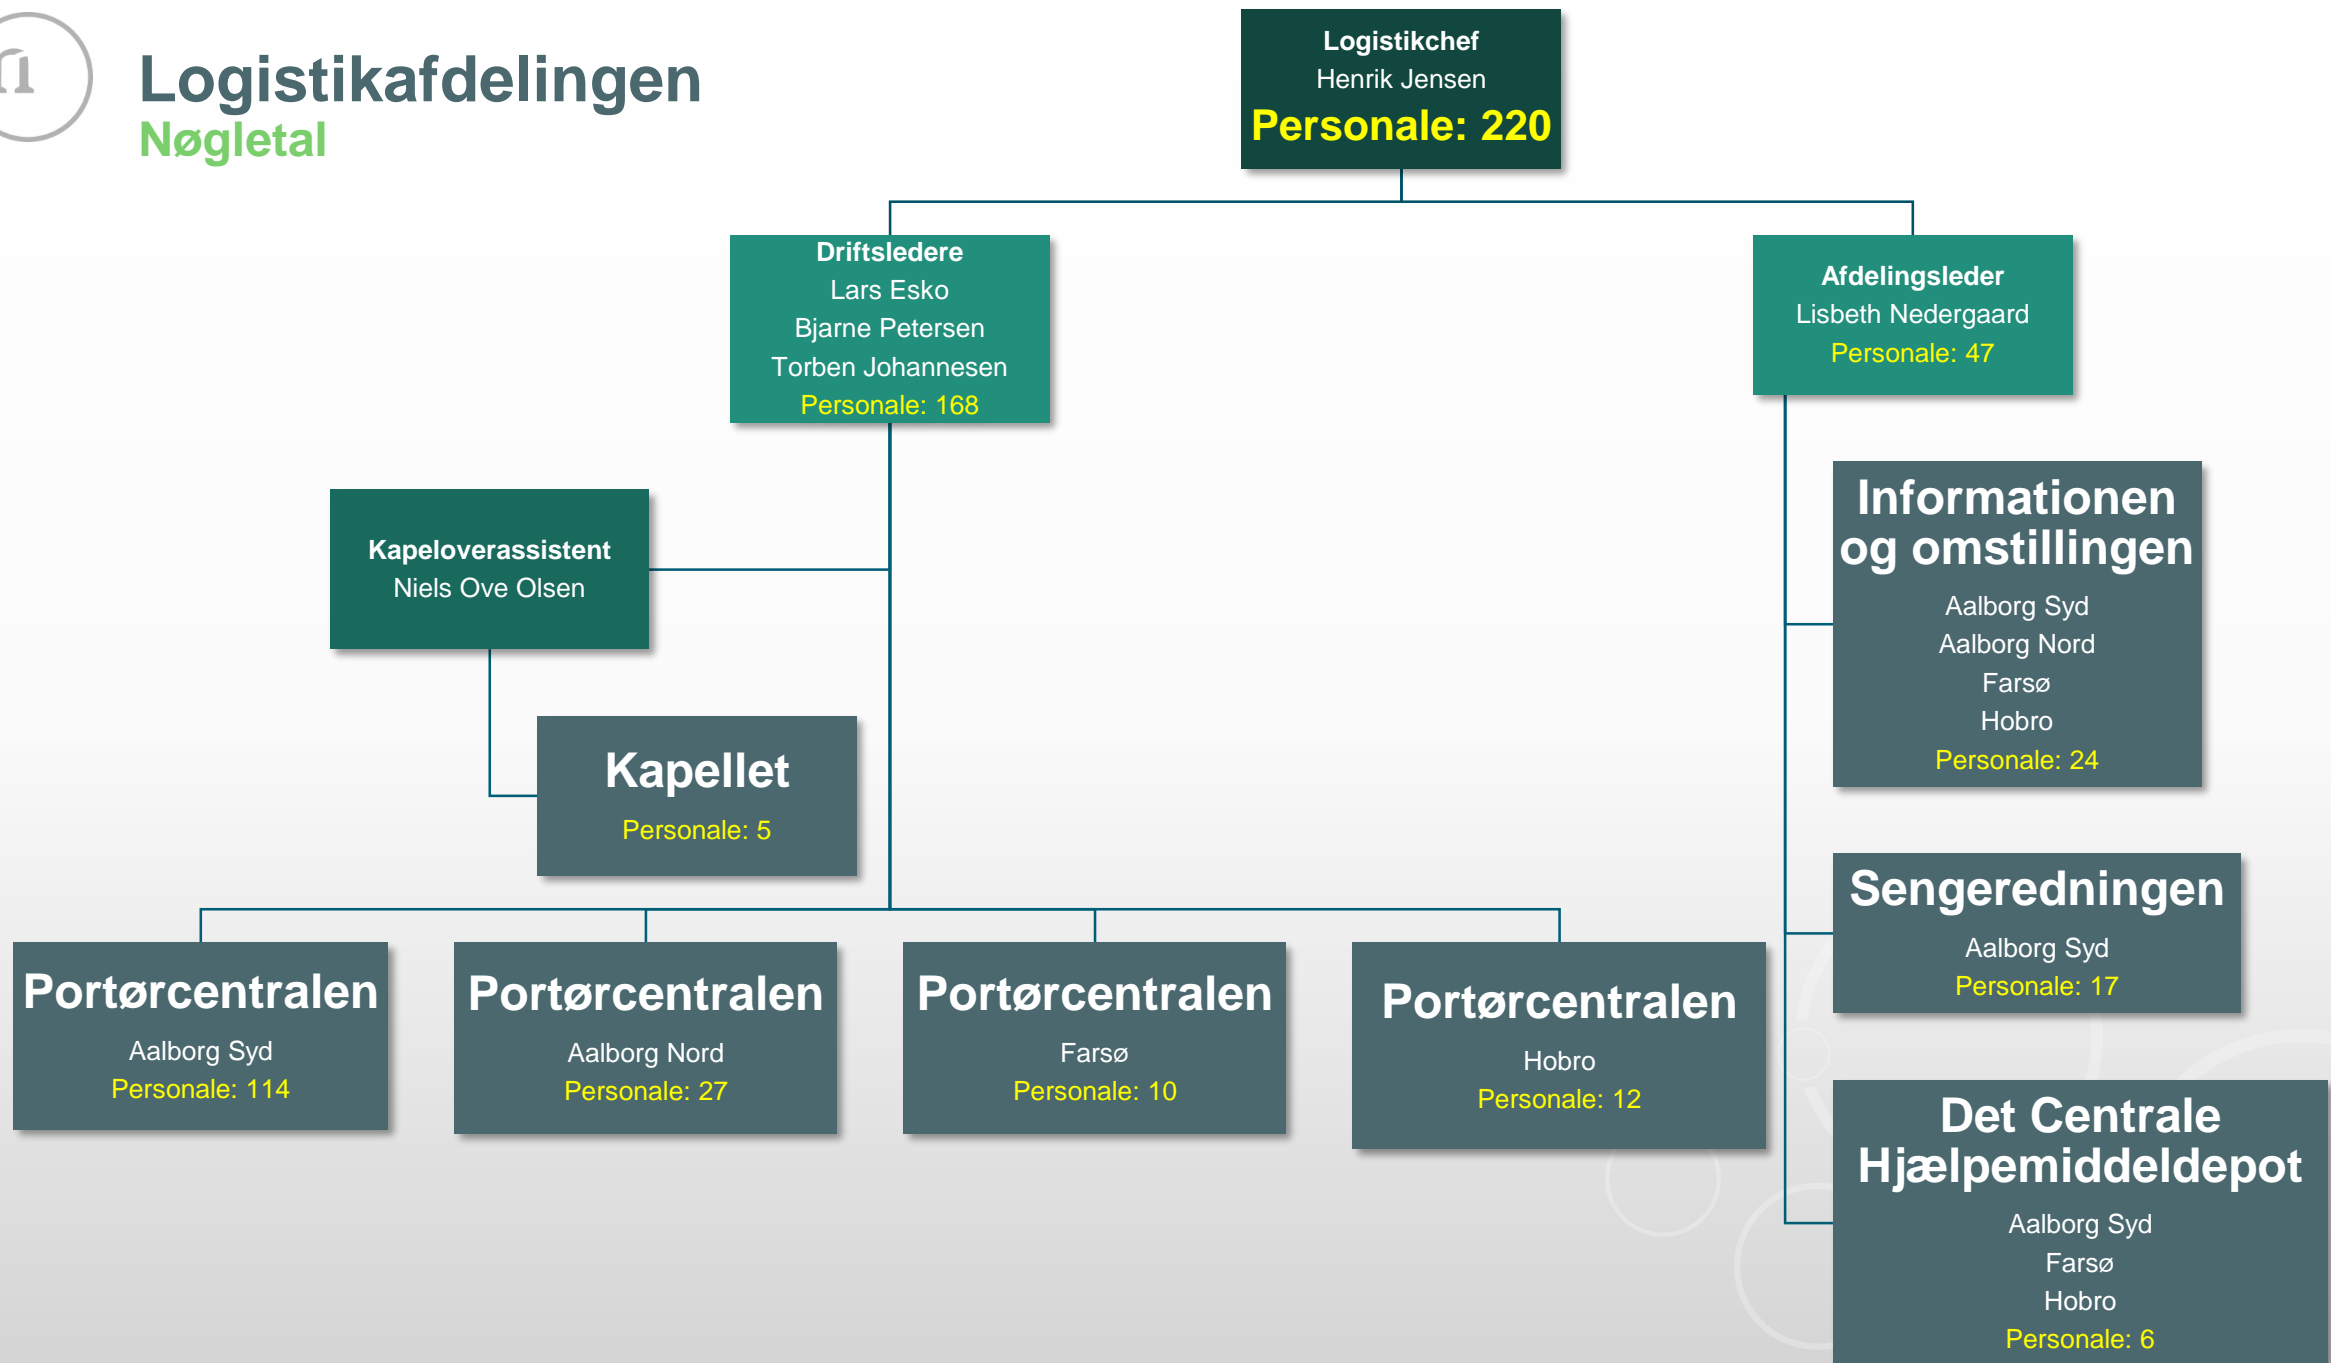 Logistikafdelingen
Nøgletal
Logistikchef
Henrik Jensen
Personale: 220
Driftsledere
Lars Esko
Bjarne Petersen
Torben Johannesen
Personale: 168
Afdelingsleder
Lisbeth Nedergaard
Personale: 47
Kapeloverassistent
Niels Ove Olsen
Kapellet
Personale: 5
Portørcentralen
Aalborg Syd
Personale: 114
Portørcentralen
Aalborg Nord
Personale: 27
Portørcentralen
Farsø
Personale: 10
Portørcentralen
Hobro
Personale: 12
Informationen
og omstillingen
Aalborg Syd
Aalborg Nord
Farsø
Hobro
Personale: 24
Sengeredningen
Aalborg Syd
Personale: 17
Det Centrale
Hjælpemiddeldepot
Aalborg Syd
Farsø
Hobro
Personale: 6